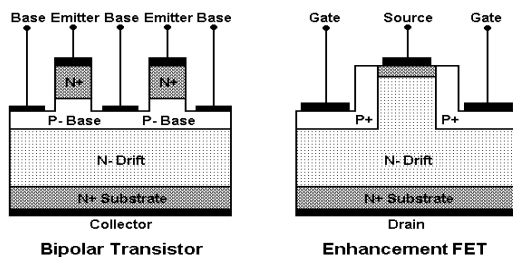 Base Emitter Base Emitter Base
N+ N+
P- Base P- Base
N- Drift
N+ Substrate
Collector
Bipolar Transistor
Gate Source Gate
P+ P+
N- Drift
N+ Substrate
Drain
Enhancement FET